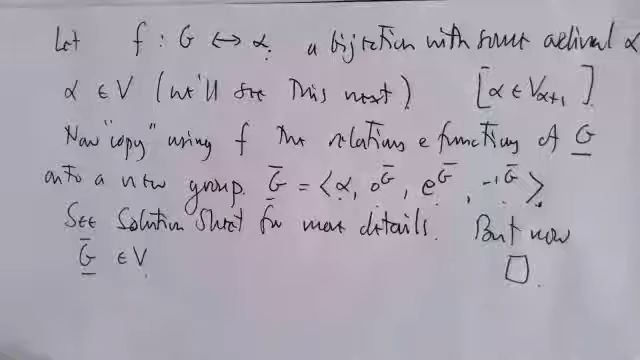 Let f : G ↔ α, a bijection with some ordinal α
α ∈ V (we'll see this next) [α ∈ V_{α+1}]
Now "copy" using f the relations & functions of G
onto a new group. G̅ = ⟨α, ∘^{G̅}, e^{G̅}, ⁻¹^{G̅}⟩
See Solution Sheet for more details. But now
G̅ ∈ V □.